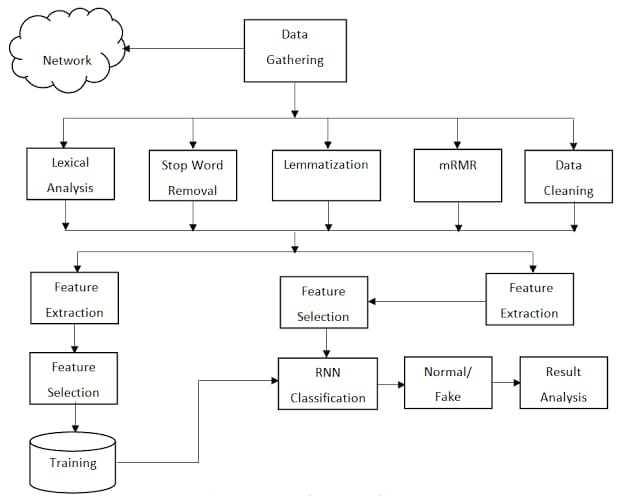 Data
Gathering
Network
Lexical
Analysis
Stop Word
Removal
Lemmatization
mRMR
Data
Cleaning
Feature
Extraction
Feature
Selection
Feature
Extraction
Feature
Selection
RNN
Classification
Normal/
Fake
Result
Analysis
Training